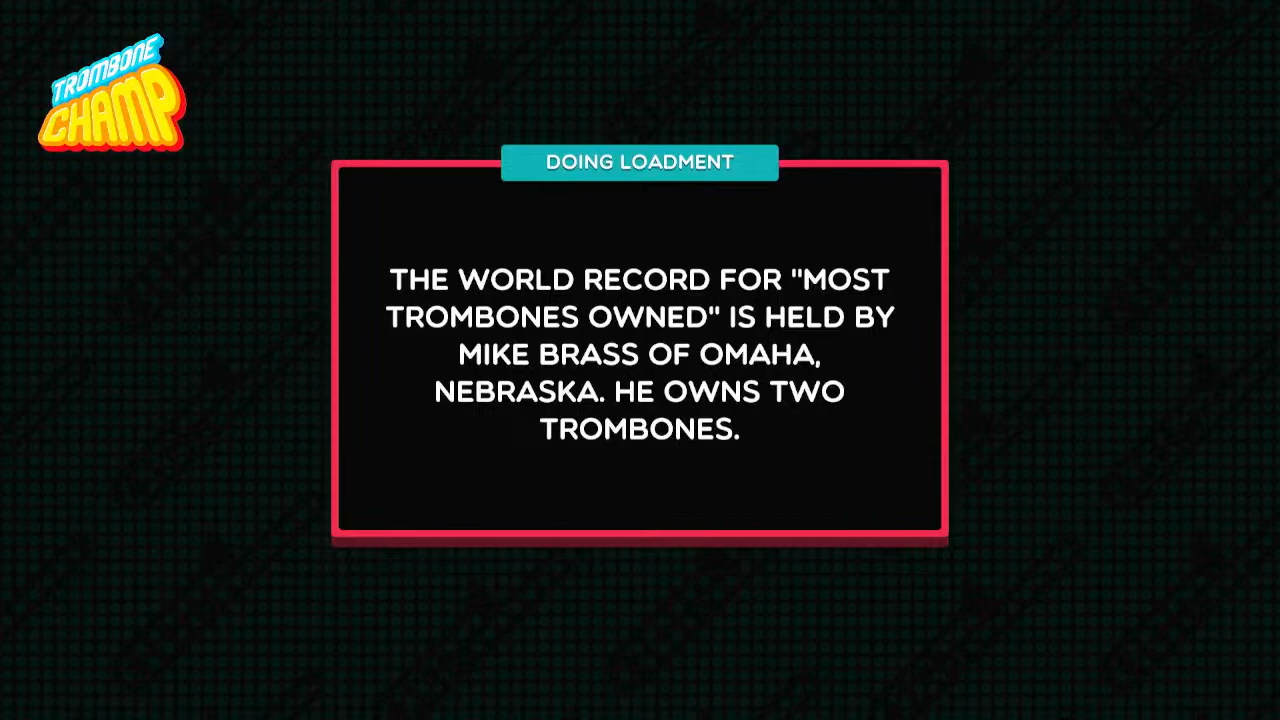 TROMBONE
CHAMP
DOING LOADMENT
THE WORLD RECORD FOR "MOST
TROMBONES OWNED" IS HELD BY
MIKE BRASS OF OMAHA,
NEBRASKA. HE OWNS TWO
TROMBONES.